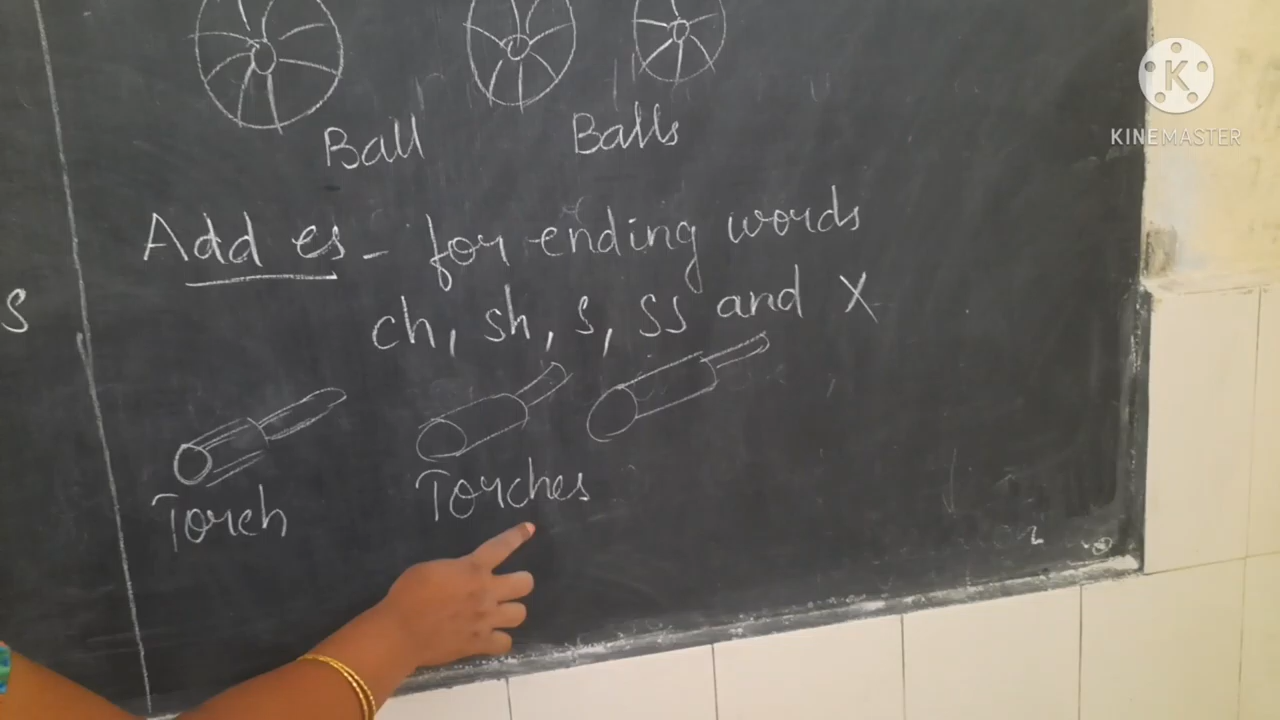 Ball Balls
Add es - for ending words
ch, sh, s, ss and x
Torch Torches
s
K
KINEMASTER